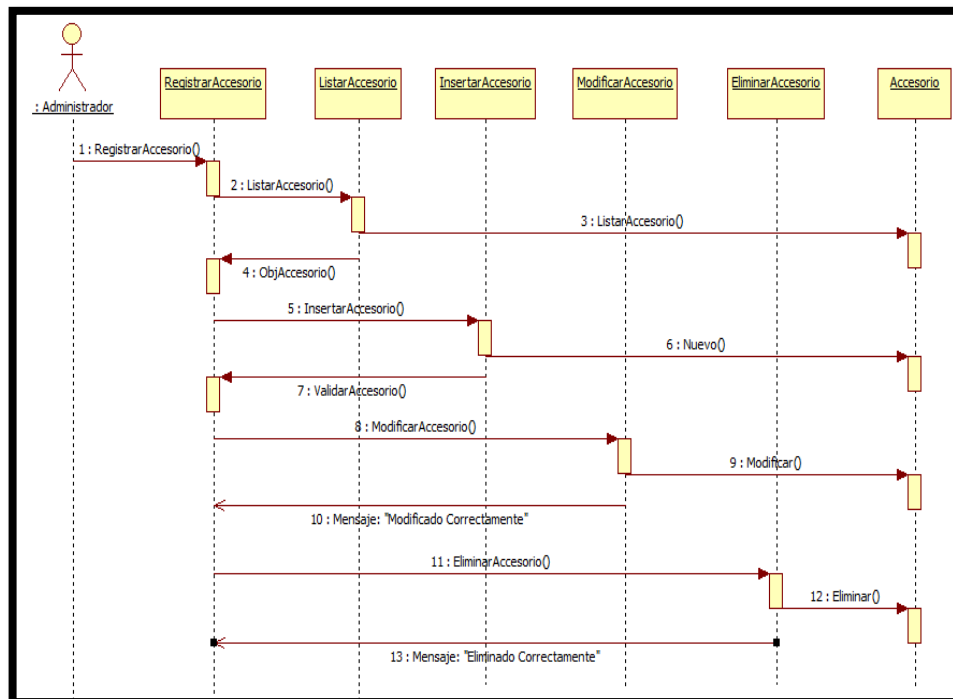 RegistrarAccesorio
ListarAccesorio
InsertarAccesorio
ModificarAccesorio
EliminarAccesorio
Accesorio
: Administrador
1 : RegistrarAccesorio()
2 : ListarAccesorio()
3 : ListarAccesorio()
4 : ObjAccesorio()
5 : InsertarAccesorio()
6 : Nuevo()
7 : ValidarAccesorio()
8 : ModificarAccesorio()
9 : Modificar()
10 : Mensaje: "Modificado Correctamente"
11 : EliminarAccesorio()
12 : Eliminar()
13 : Mensaje: "Eliminado Correctamente"